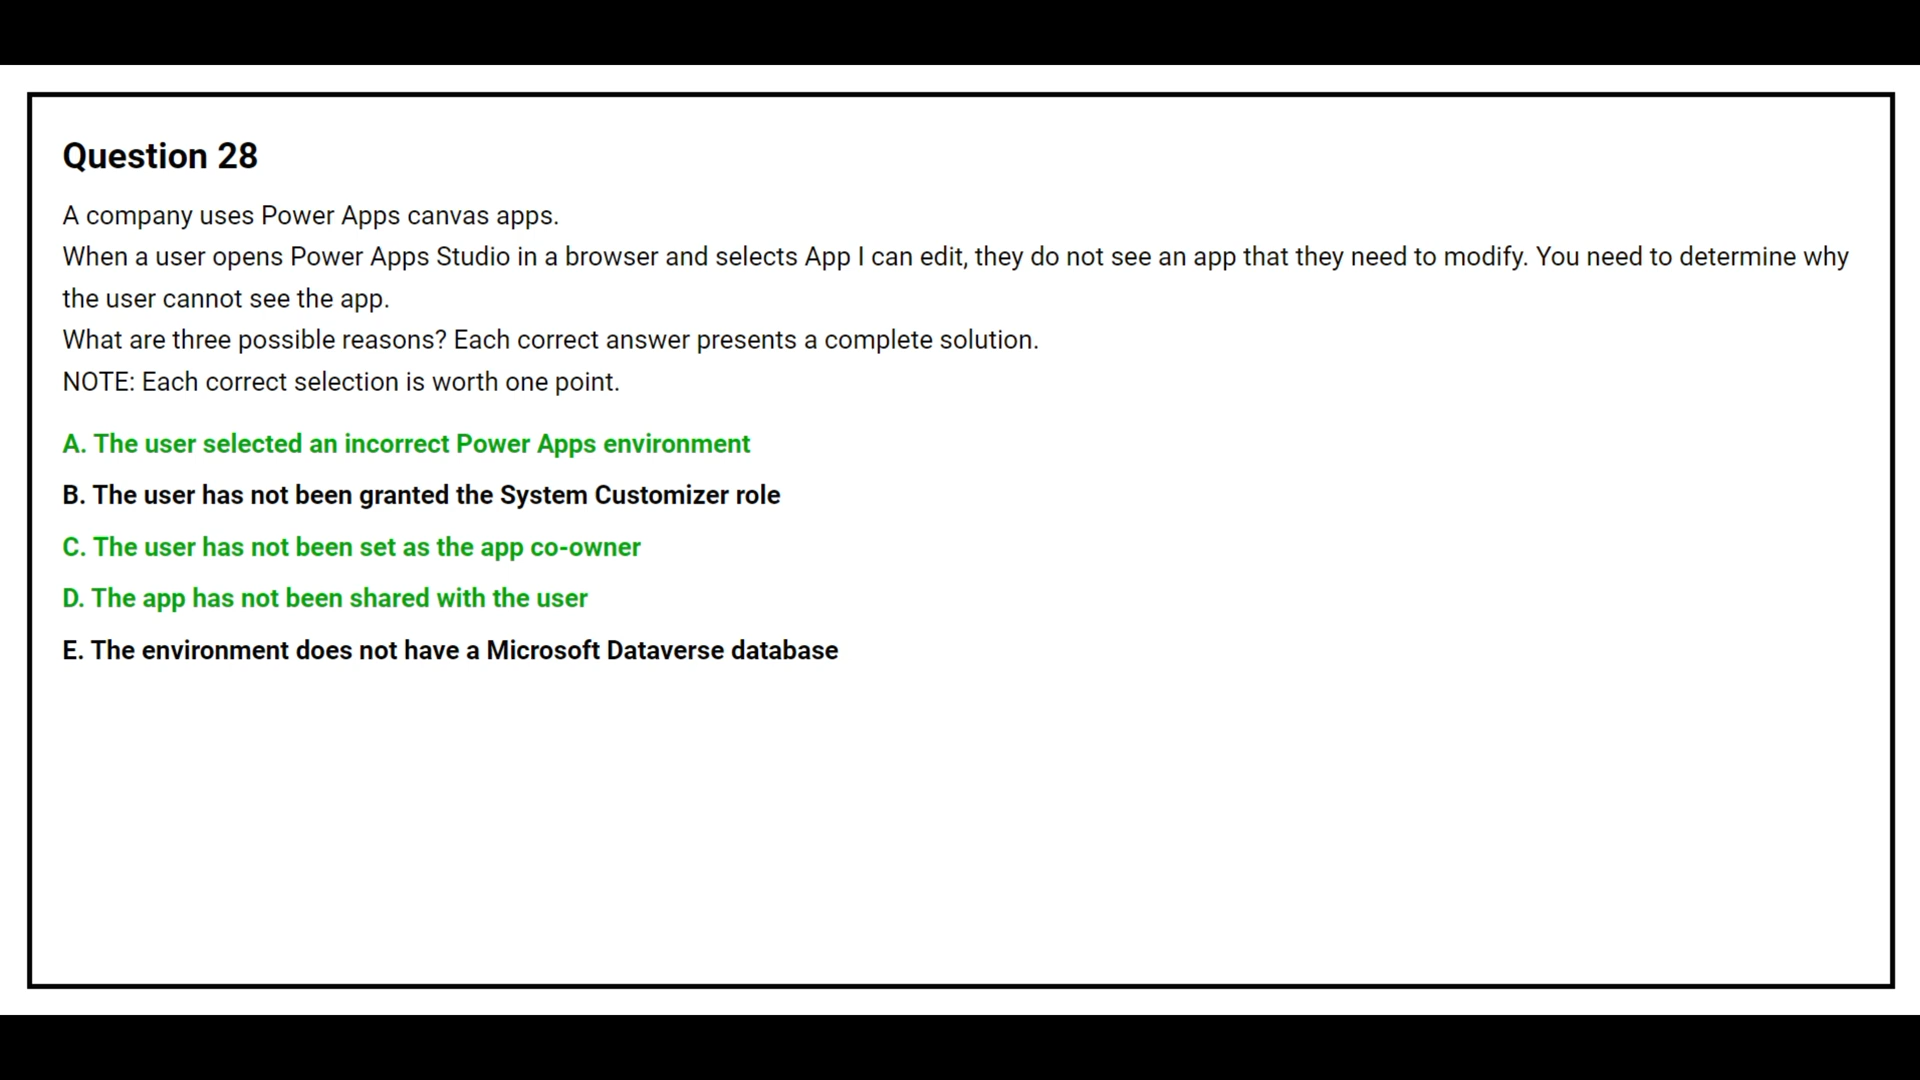 Question 28
A company uses Power Apps canvas apps.
When a user opens Power Apps Studio in a browser and selects App I can edit, they do not see an app that they need to modify. You need to determine why
the user cannot see the app.
What are three possible reasons? Each correct answer presents a complete solution.
NOTE: Each correct selection is worth one point.
A. The user selected an incorrect Power Apps environment
B. The user has not been granted the System Customizer role
C. The user has not been set as the app co-owner
D. The app has not been shared with the user
E. The environment does not have a Microsoft Dataverse database